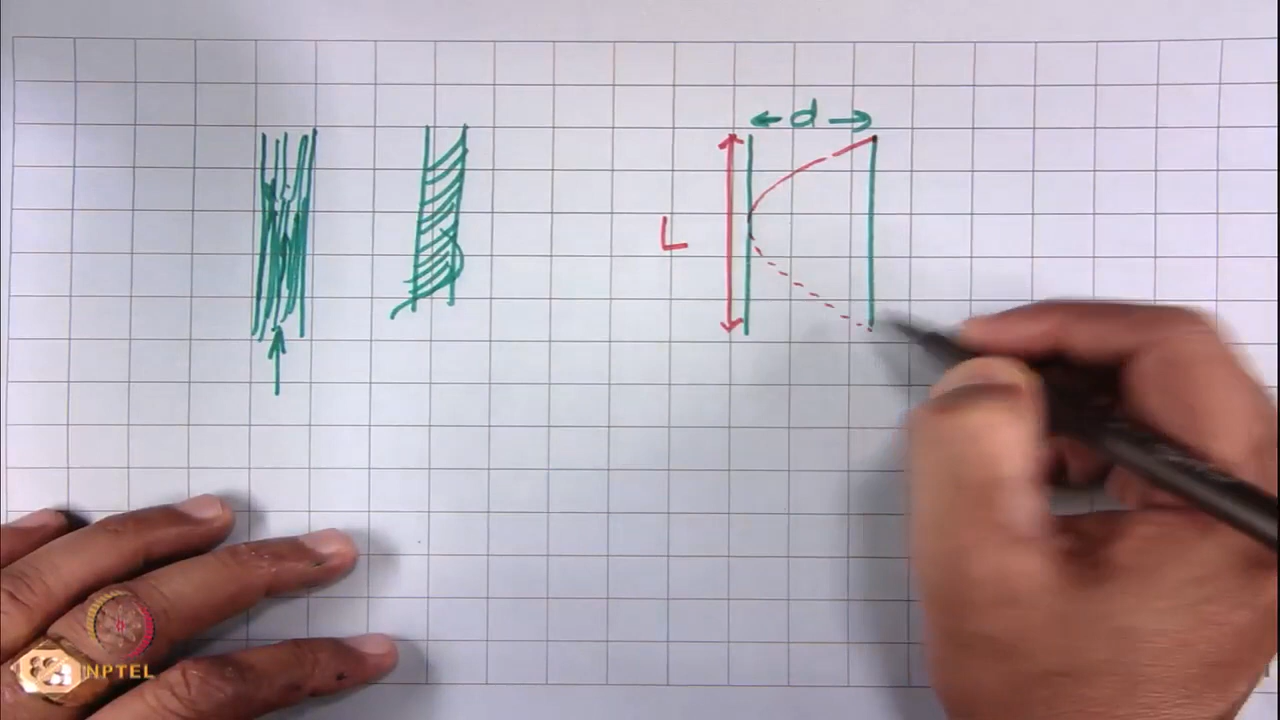 ← d →
L
NPTEL